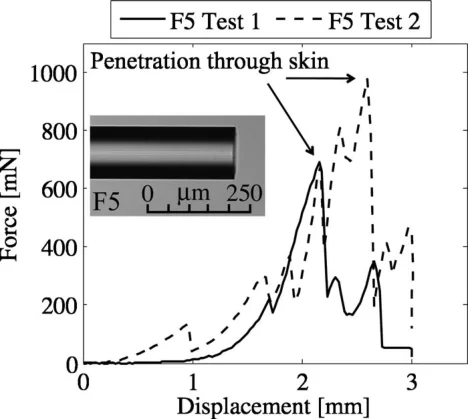 F5 Test 1 F5 Test 2
Penetration through skin
1000
800
600
400
200
0
Force [mN]
F5 0 μm 250
0 1 2 3
Displacement [mm]